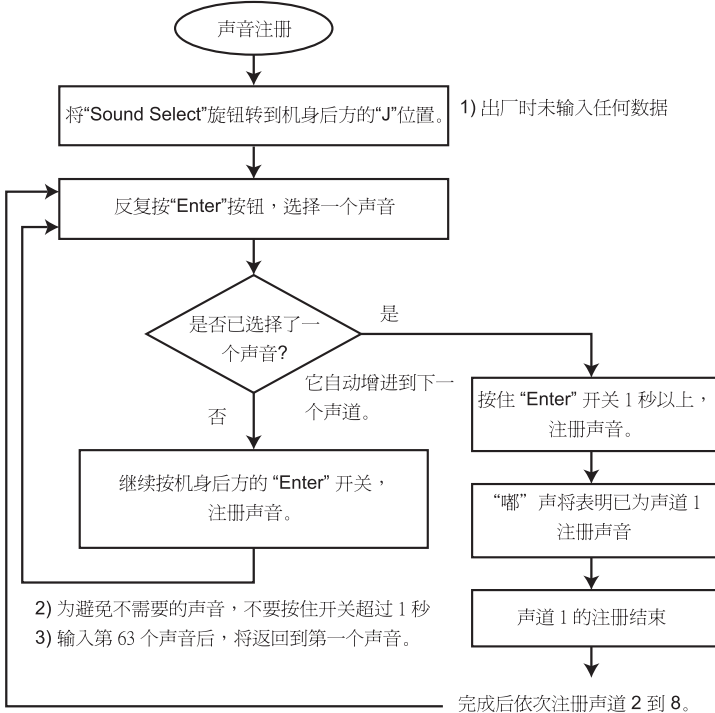 声音注册
将“Sound Select”旋钮转到机身后方的“J”位置。
1) 出厂时未输入任何数据
反复按“Enter”按钮，选择一个声音
是否已选择了一
个声音?
是
它自动增进到下一
个声道。
否
按住 “Enter” 开关 1 秒以上，
注册声音。
继续按机身后方的 “Enter” 开关，
注册声音。
“嘟” 声将表明已为声道 1
注册声音
声道 1 的注册结束
2) 为避免不需要的声音，不要按住开关超过 1 秒
3) 输入第 63 个声音后，将返回到第一个声音。
完成后依次注册声道 2 到 8。